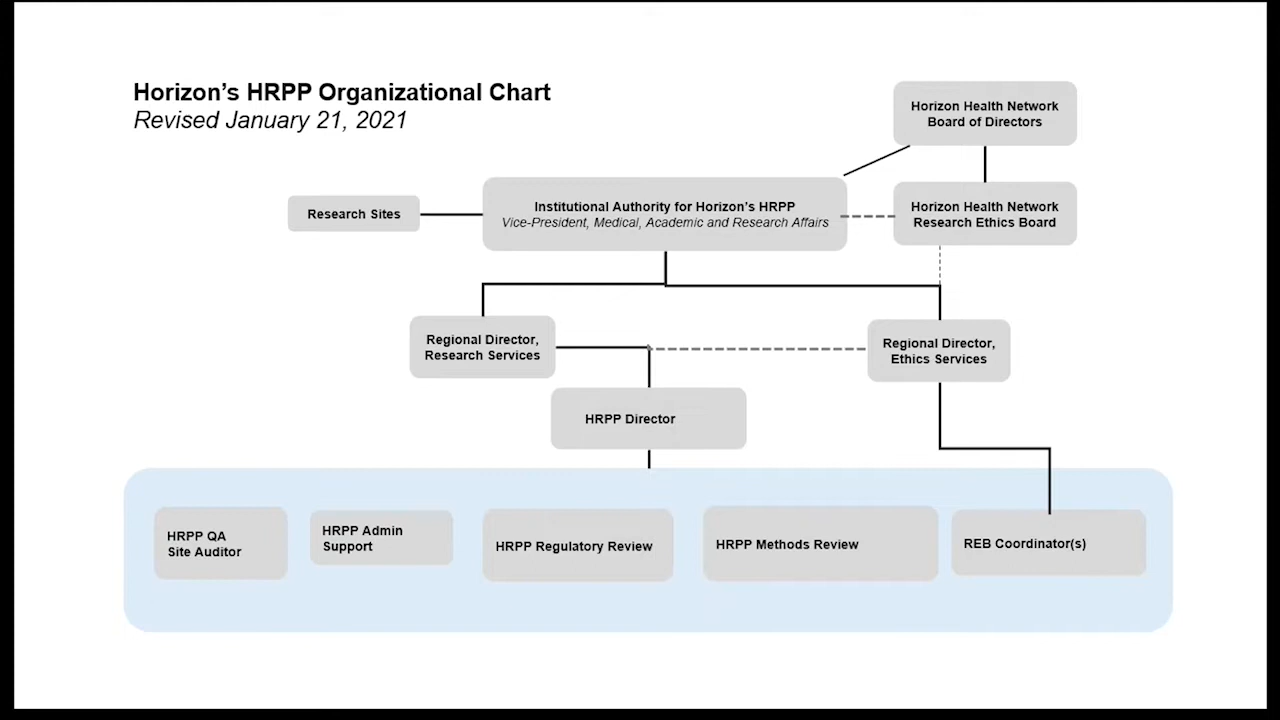 Horizon’s HRPP Organizational Chart
Revised January 21, 2021
Horizon Health Network
Board of Directors
Research Sites
Institutional Authority for Horizon’s HRPP
Vice-President, Medical, Academic and Research Affairs
Horizon Health Network
Research Ethics Board
Regional Director,
Research Services
Regional Director,
Ethics Services
HRPP Director
HRPP QA
Site Auditor
HRPP Admin
Support
HRPP Regulatory Review
HRPP Methods Review
REB Coordinator(s)